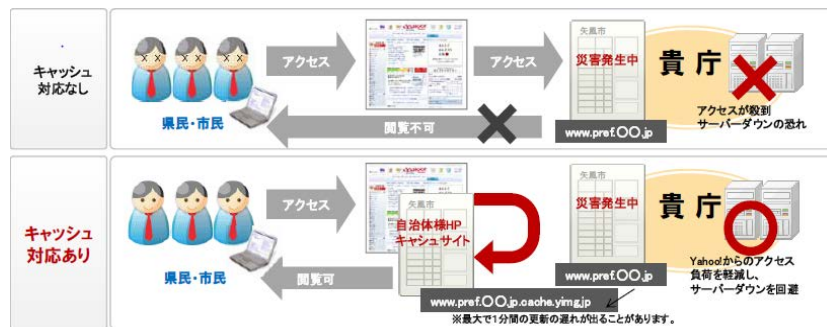 キャッシュ
対応なし
県民・市民
アクセス
アクセス
閲覧不可
矢風市
災害発生中
www.pref.〇〇.jp
貴庁
アクセスが殺到
サーバーダウンの恐れ
キャッシュ
対応あり
県民・市民
アクセス
閲覧可
矢風市
自治体様HP
キャシュサイト
www.pref.〇〇.jp.cache.yimg.jp
※最大で1分間の更新の遅れが出ることがあります。
矢風市
災害発生中
www.pref.〇〇.jp
貴庁
Yahoo!からのアクセス
負荷を軽減し、
サーバーダウンを回避